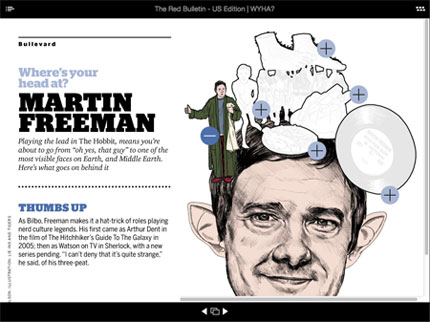 The Red Bulletin - US Edition | WYHA?
Bullevard
Where's your
head at?
MARTIN
FREEMAN
Playing the lead in The Hobbit, means you're
about to go from "oh yes, that guy" to one of the
most visible faces on Earth, and Middle Earth.
Here's what goes on behind it
THUMBS UP
As Bilbo, Freeman makes it a hat-trick of roles playing
nerd culture legends. His first came as Arthur Dent in
the film of The Hitchhiker's Guide To The Galaxy in
2005; then as Watson on TV in Sherlock, with a new
series pending. "I can't deny that it's quite strange,"
he said, of his three-peat.
ILLUSTRATION: